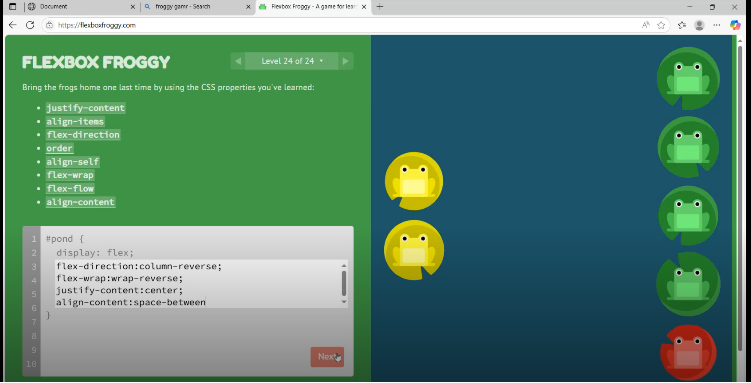 Document
froggy gamr - Search
Flexbox Froggy - A game for lear
https://flexboxfroggy.com
FLEXBOX FROGGY
Level 24 of 24
Bring the frogs home one last time by using the CSS properties you've learned:
justify-content
align-items
flex-direction
order
align-self
flex-wrap
flex-flow
align-content
1 #pond {
2 display: flex;
3 flex-direction:column-reverse;
4 flex-wrap:wrap-reverse;
5 justify-content:center;
6 align-content:space-between
7 }
8
9
10
Next